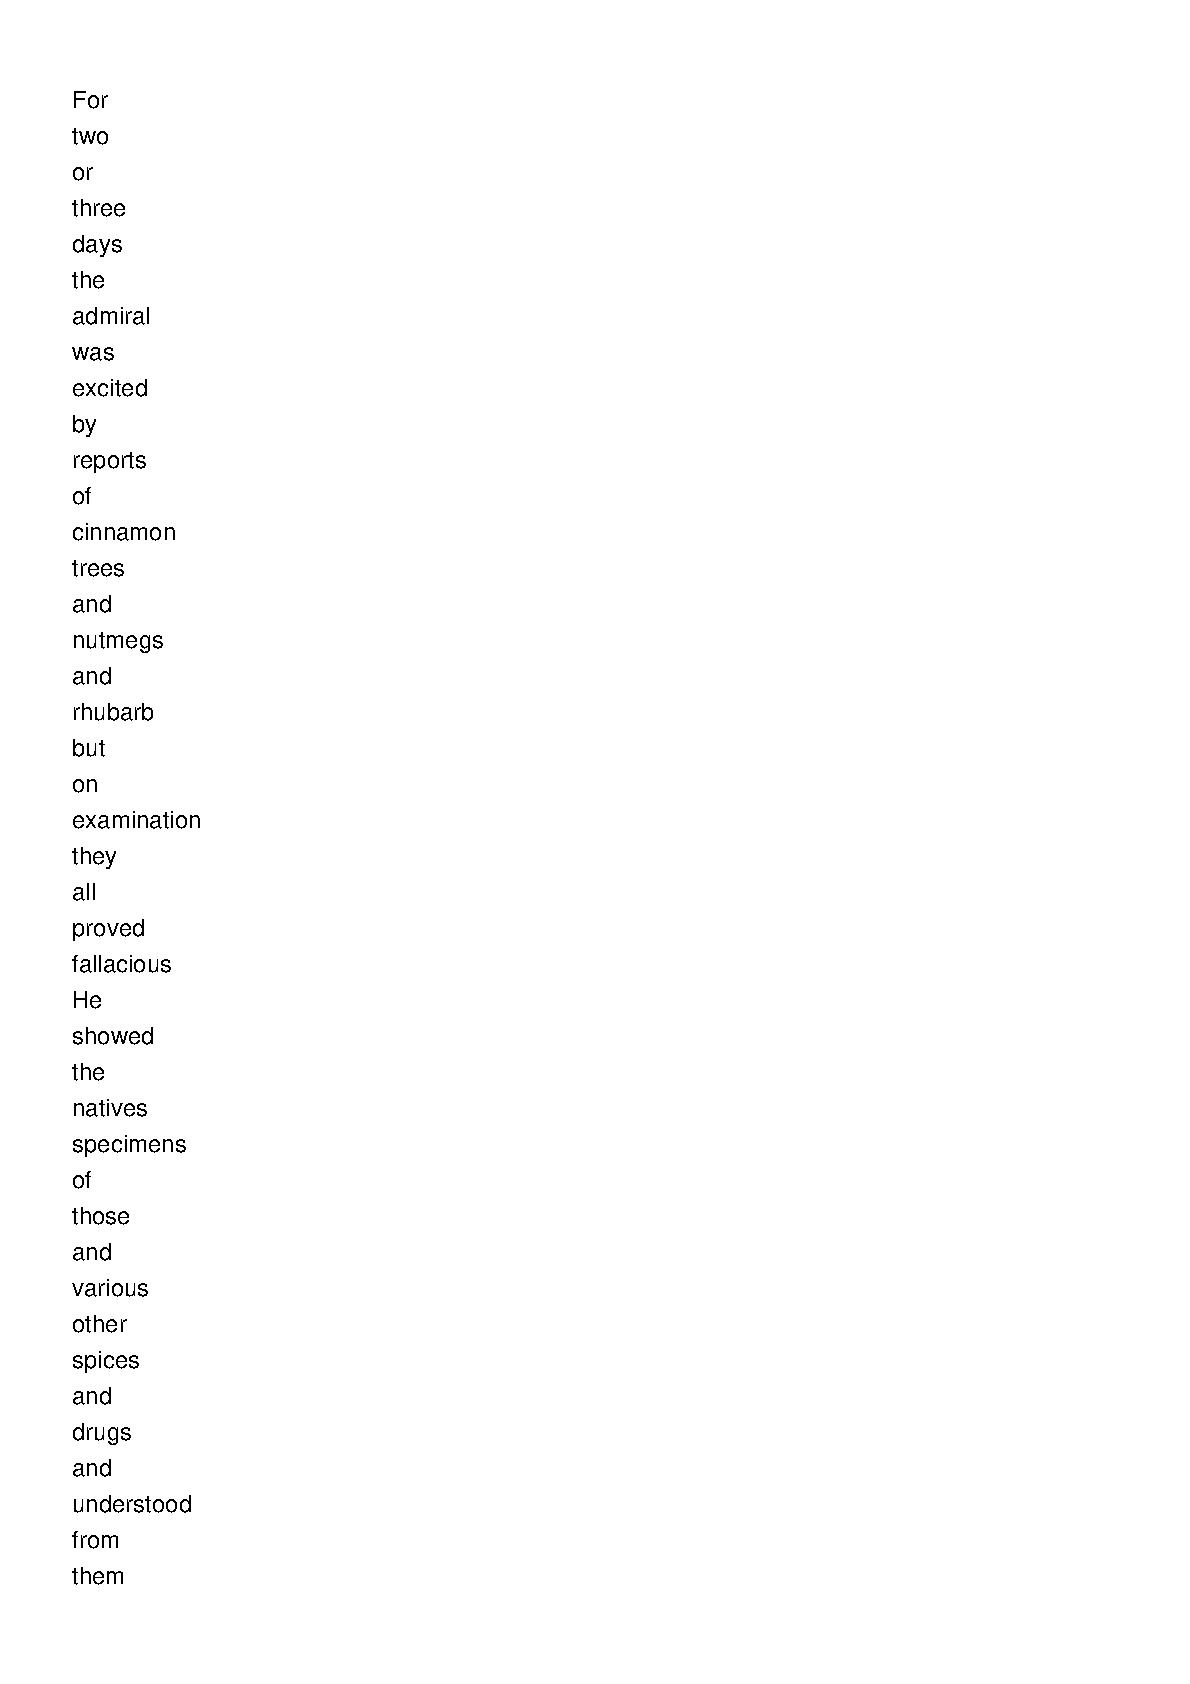 For
two
or
three
days
the
admiral
was
excited
by
reports
of
cinnamon
trees
and
nutmegs
and
rhubarb
but
on
examination
they
all
proved
fallacious
He
showed
the
natives
specimens
of
those
and
various
other
spices
and
drugs
and
understood
from
them